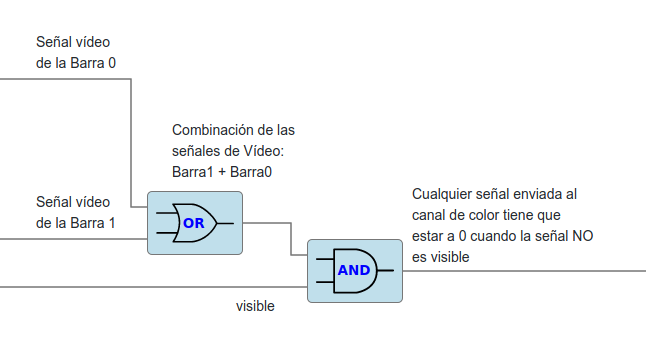 Señal vídeo
de la Barra 0
Combinación de las
señales de Vídeo:
Barra1 + Barra0
Señal vídeo
de la Barra 1
OR
Cualquier señal enviada al
canal de color tiene que
estar a 0 cuando la señal NO
es visible
AND
visible